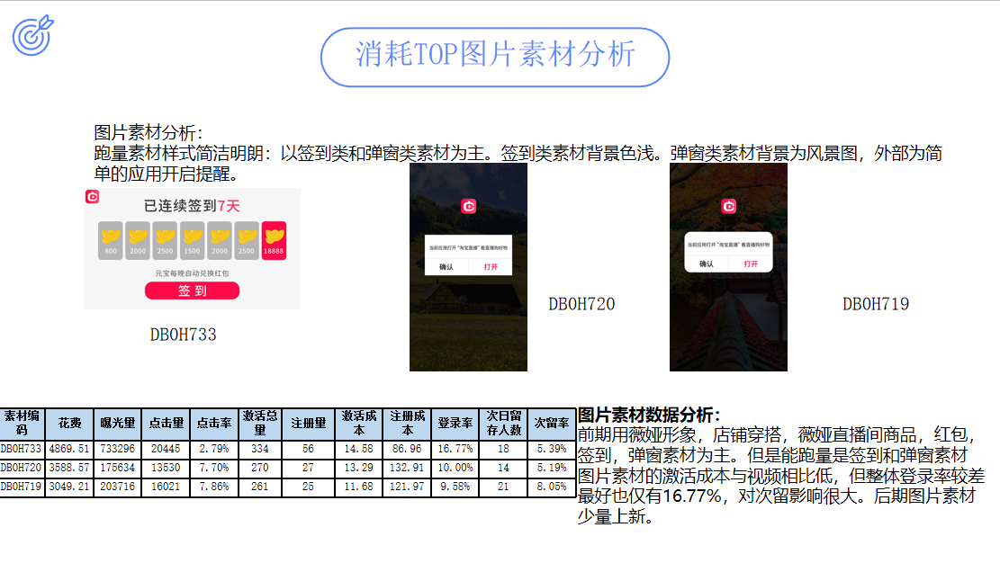 消耗TOP图片素材分析
图片素材分析：
跑量素材样式简洁明朗：以签到类和弹窗类素材为主。签到类素材背景色浅。弹窗类素材背景为风景图，外部为简
单的应用开启提醒。
已连续签到7天
800 2000 2500 1500 2000 2500 18888
元宝每晚自动兑换红包
签 到
DB0H733
当前应用打开“淘宝直播”看直播购好物
确认 打开
DB0H720
当前应用打开“淘宝直播”看直播购好物
确认 打开
DB0H719
素材编码 花费 曝光量 点击量 点击率 激活总量 注册量 激活成本 注册成本 登录率 次日留存人数 次留率
DB0H733 4869.51 733296 20445 2.79% 334 56 14.58 86.96 16.77% 18 5.39%
DB0H720 3588.57 175634 13530 7.70% 270 27 13.29 132.91 10.00% 14 5.19%
DB0H719 3049.21 203716 16021 7.86% 261 25 11.68 121.97 9.58% 21 8.05%
图片素材数据分析：
前期用薇娅形象，店铺穿搭，薇娅直播间商品，红包，
签到，弹窗素材为主。但是能跑量是签到和弹窗素材
图片素材的激活成本与视频相比低，但整体登录率较差
最好也仅有16.77%，对次留影响很大。后期图片素材
少量上新。